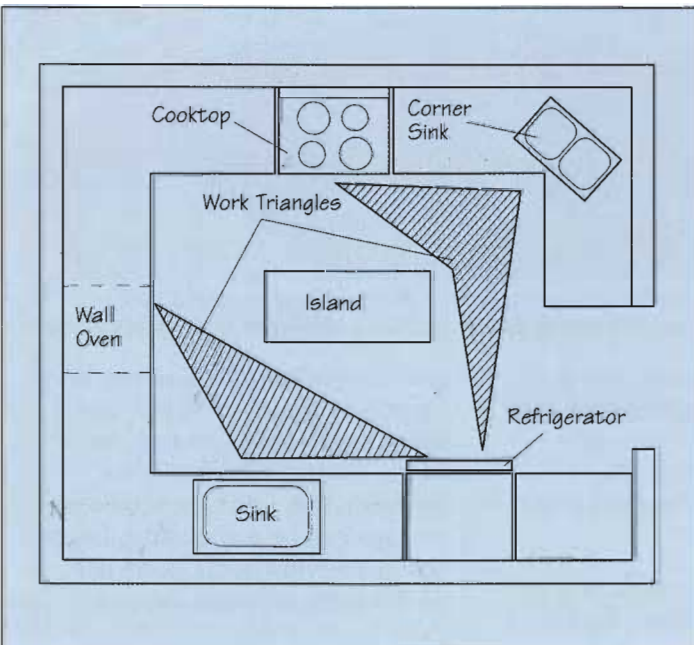 Cooktop
Corner
Sink
Work Triangles
Island
Wall
Oven
Refrigerator
Sink